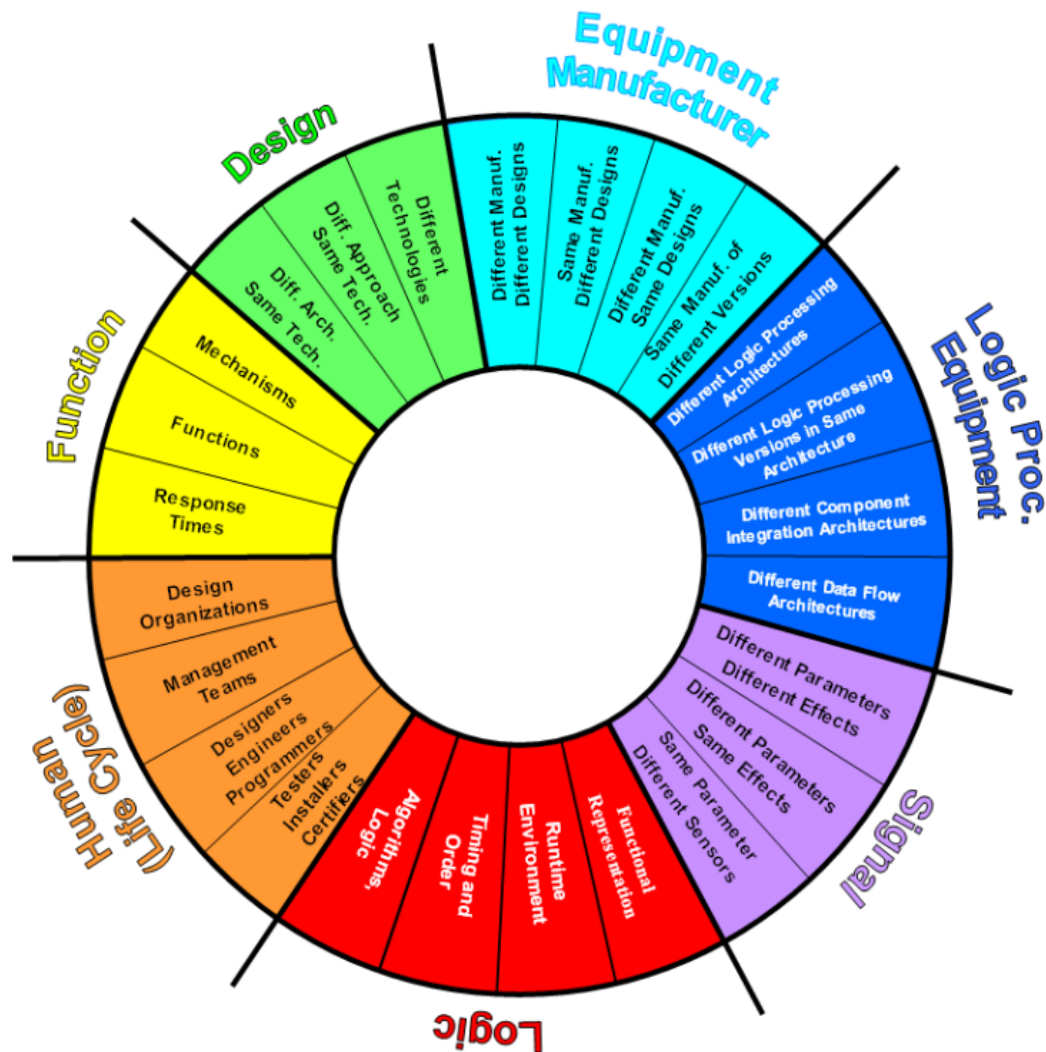 Equipment
Manufacturer
Different Manuf.
Different Designs
Same Manuf.
Different Designs
Different Manuf.
Same Designs
Same Manuf. of
Different Versions
Logic Proc.
Equipment
Different Logic Processing
Architectures
Different Logic Processing
Versions in Same
Architecture
Different Component
Integration Architectures
Different Data Flow
Architectures
Signal
Different Parameters
Different Effects
Different Parameters
Same Effects
Same Parameter
Different Sensors
Logic
Functional
Representation
Runtime
Environment
Timing and
Order
Algorithms,
Logic
Human
(Life Cycle)
Testers
Installers
Certifiers
Designers
Engineers
Programmers
Management
Teams
Design
Organizations
Function
Response
Times
Functions
Mechanisms
Design
Diff. Arch.
Same Tech.
Diff. Approach
Same Tech.
Different
Technologies